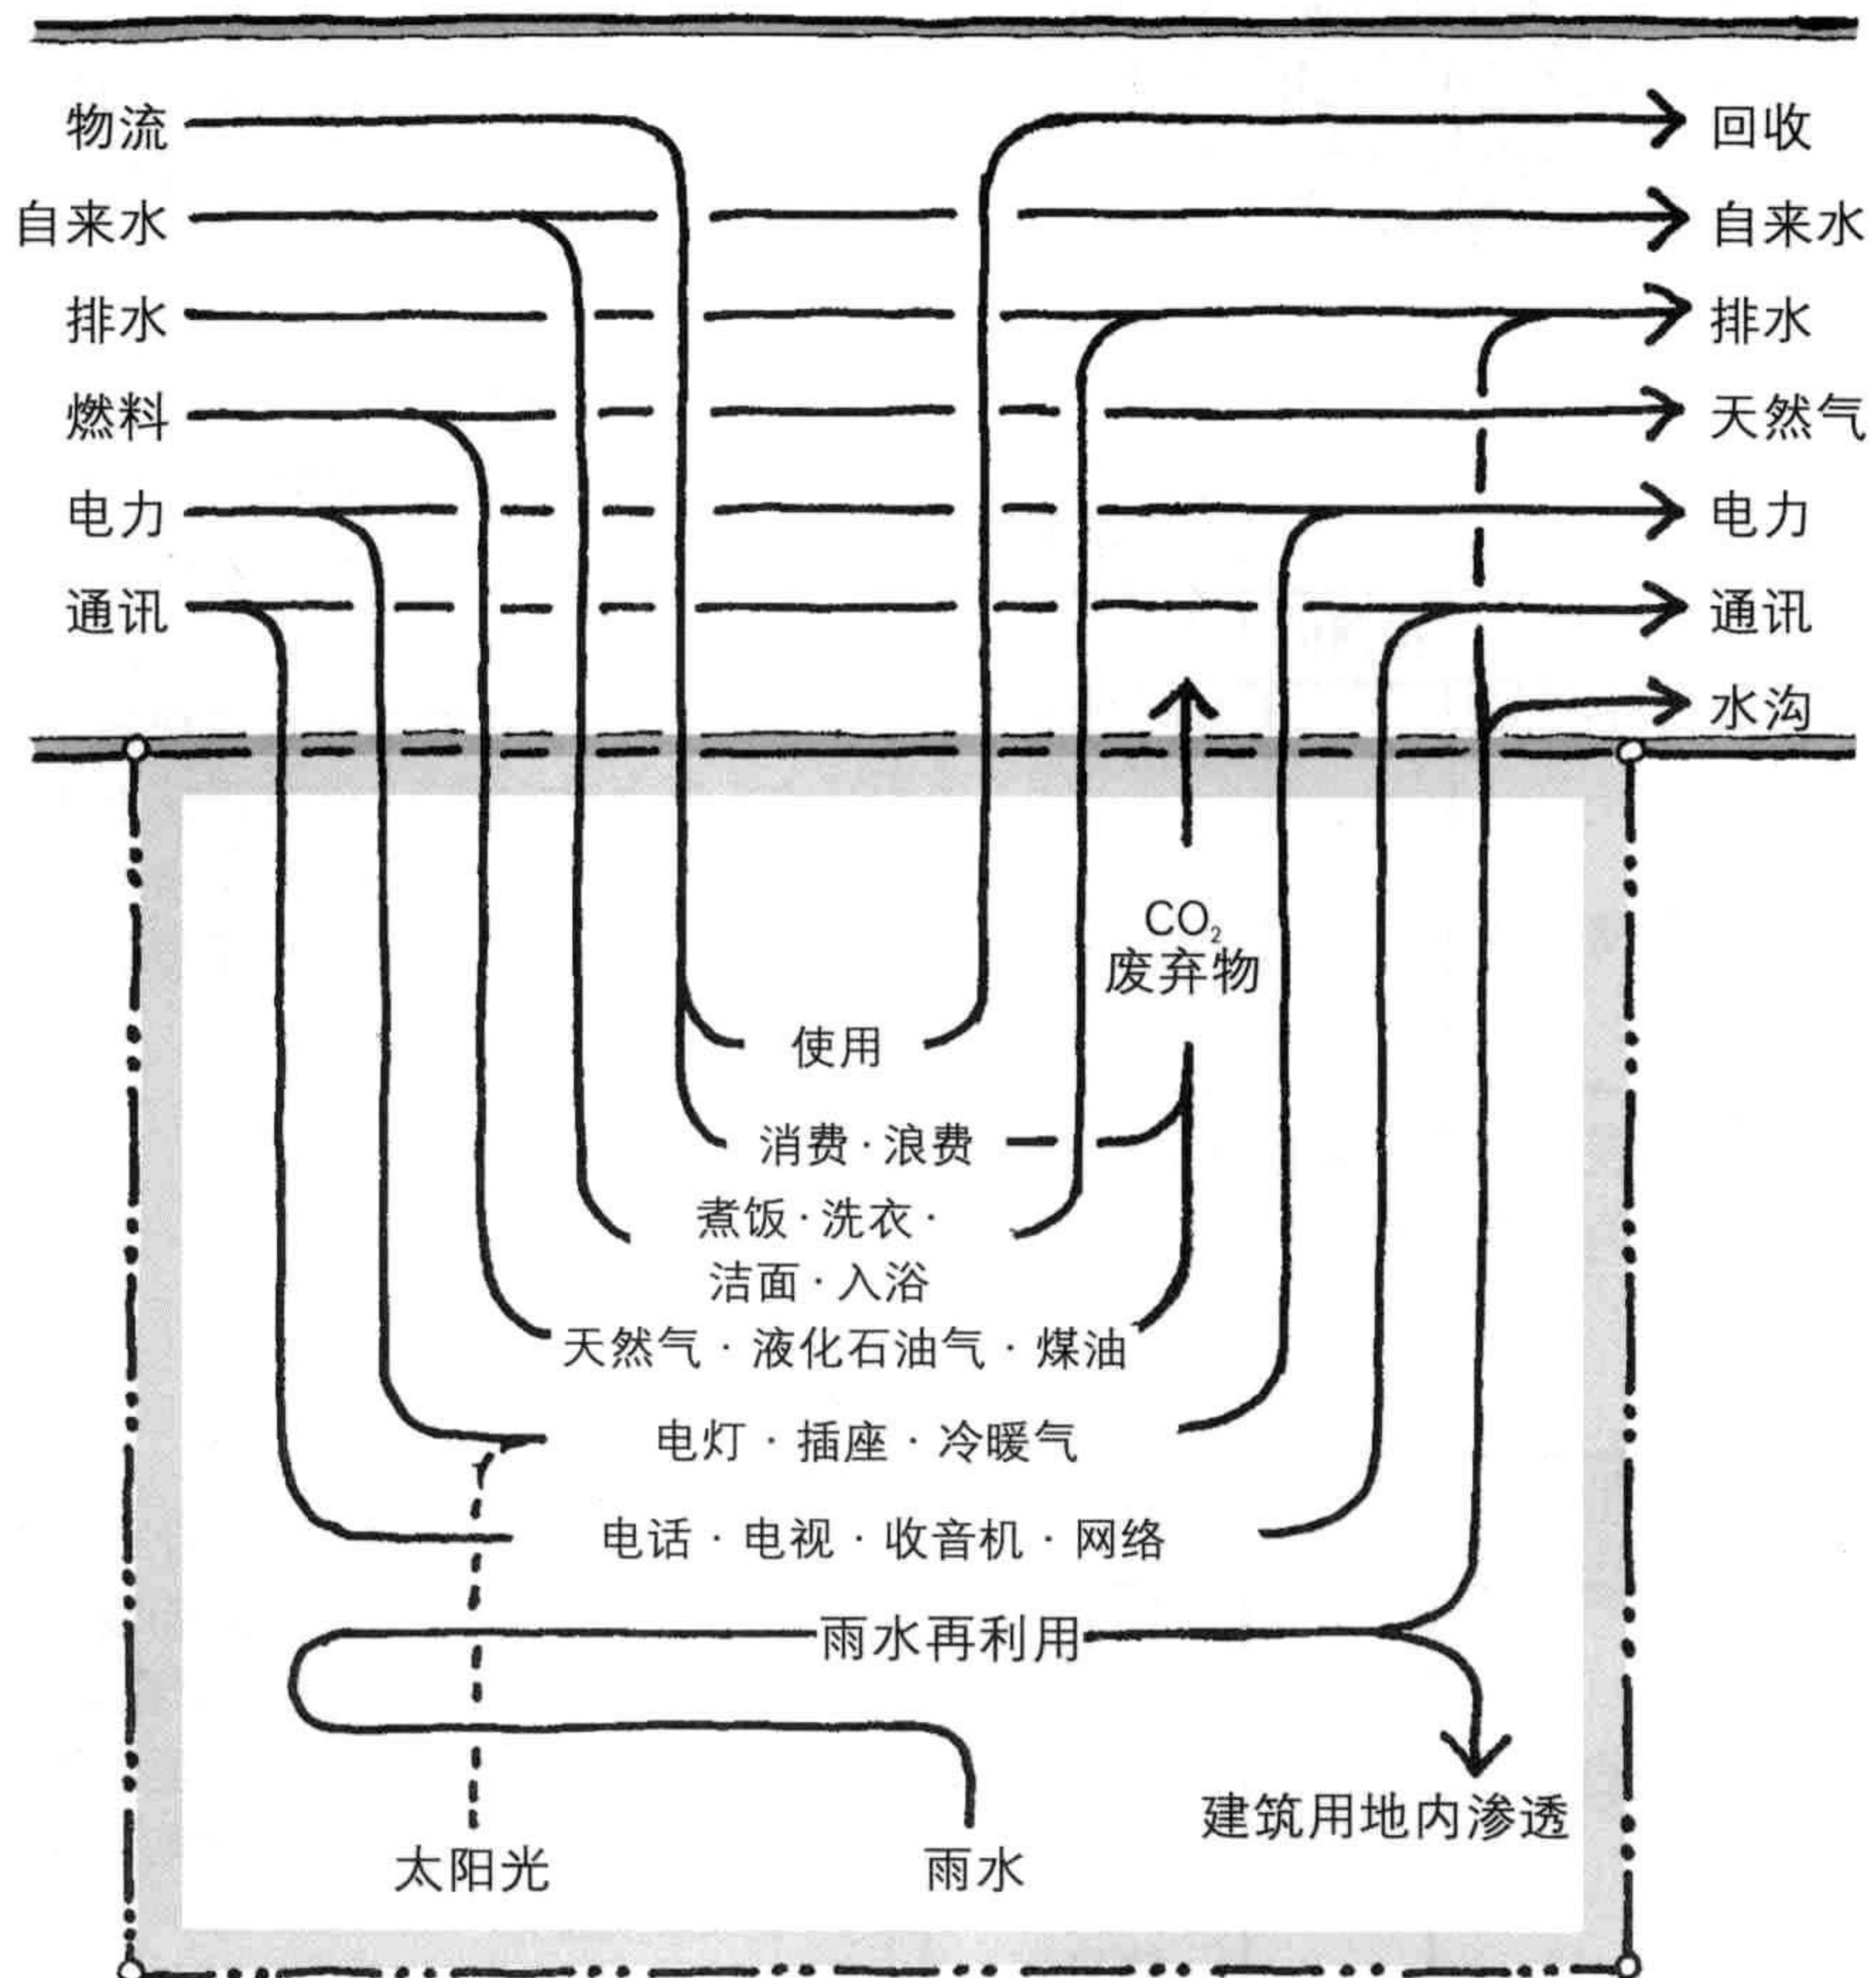 物流
回收
自来水
自来水
排水
排水
燃料
天然气
电力
电力
通讯
通讯
水沟
CO₂
废弃物
使用
消费·浪费
煮饭·洗衣·
洁面·入浴
天然气·液化石油气·煤油
电灯·插座·冷暖气
电话·电视·收音机·网络
雨水再利用
建筑用地内渗透
太阳光
雨水